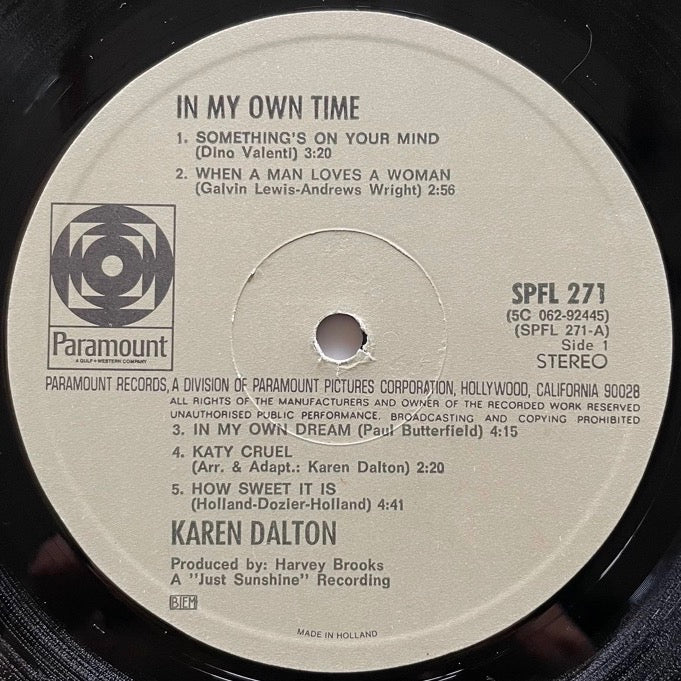 IN MY OWN TIME
1. SOMETHING'S ON YOUR MIND
(Dino Valenti) 3:20
2. WHEN A MAN LOVES A WOMAN
(Galvin Lewis-Andrews Wright) 2:56
Paramount
A GULF+WESTERN COMPANY
SPFL 271
(5C 062-92445)
(SPFL 271-A)
Side 1
STEREO
PARAMOUNT RECORDS, A DIVISION OF PARAMOUNT PICTURES CORPORATION, HOLLYWOOD, CALIFORNIA 90028
ALL RIGHTS OF THE MANUFACTURERS AND OWNER OF THE RECORDED WORK RESERVED
UNAUTHORISED PUBLIC PERFORMANCE, BROADCASTING AND COPYING PROHIBITED
3. IN MY OWN DREAM (Paul Butterfield) 4:15
4. KATY CRUEL
(Arr. & Adapt.: Karen Dalton) 2:20
5. HOW SWEET IT IS
(Holland-Dozier-Holland) 4:41
KAREN DALTON
Produced by: Harvey Brooks
A "Just Sunshine" Recording
BIEM
MADE IN HOLLAND